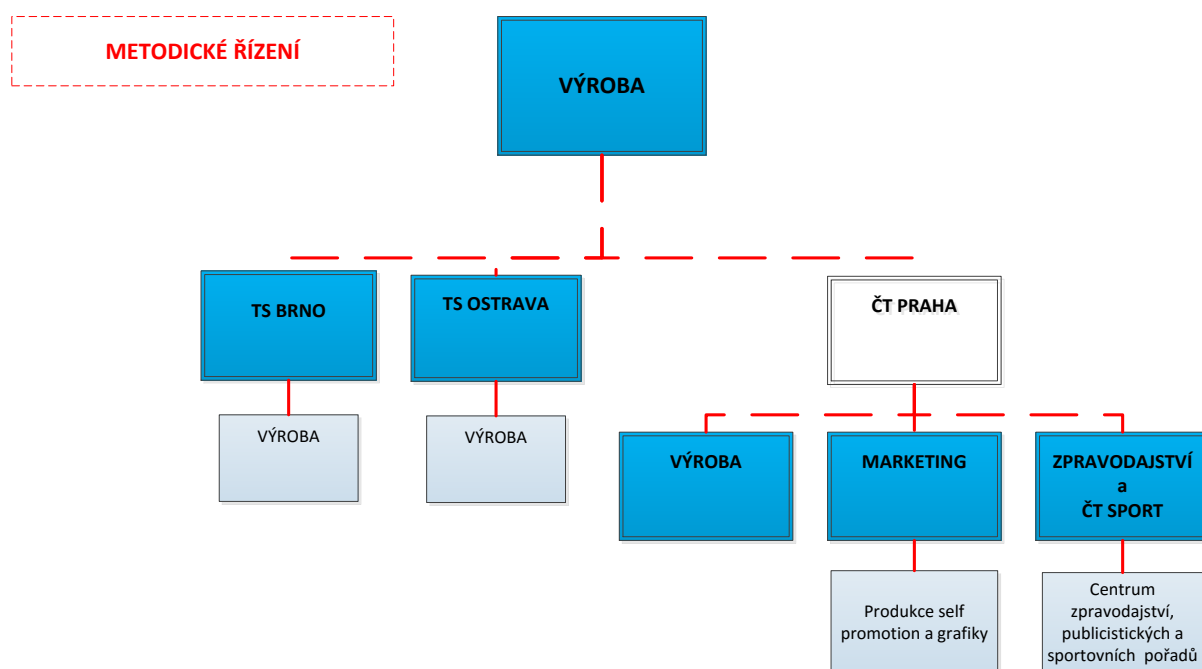 METODICKÉ ŘÍZENÍ
VÝROBA
TS BRNO
TS OSTRAVA
ČT PRAHA
VÝROBA
VÝROBA
VÝROBA
MARKETING
ZPRAVODAJSTVÍ
a
ČT SPORT
Produkce self
promotion a grafiky
Centrum
zpravodajství,
publicistických a
sportovních pořadů